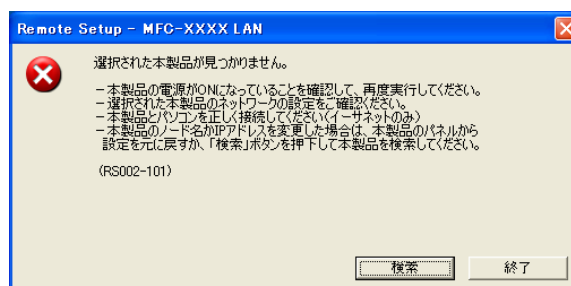 Remote Setup - MFC-XXXX LAN
選択された本製品が見つかりません。
－本製品の電源がONになっていることを確認して、再度実行してください。
－選択された本製品のネットワークの設定をご確認ください。
－本製品とパソコンを正しく接続してください(イーサネットのみ)
－本製品のノード名かIPアドレスを変更した場合は、本製品のパネルから
設定を元に戻すか、「検索」ボタンを押下して本製品を検索してください。
(RS002-101)
検索 終了